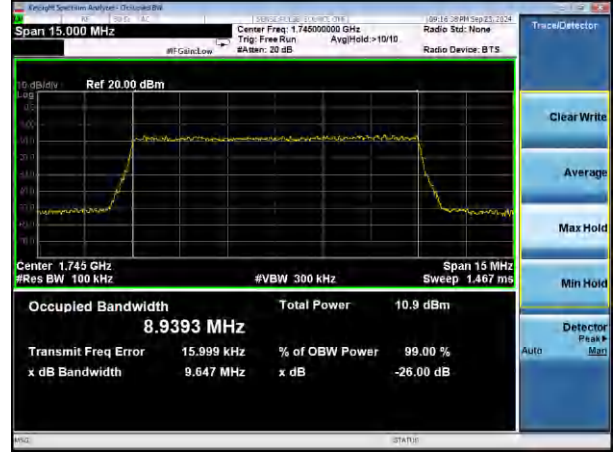 Keysight Spectrum Analyzer - Occupied BW
Span 15.000 MHz
Center Freq: 1.745000000 GHz
Trig: Free Run Avg|Hold:>10/10
#IFGain:Low #Atten: 20 dB
09:16:38 PM Sep 23, 2024
Radio Std: None
Radio Device: BTS
Trace/Detector
10 dB/div Ref 20.00 dBm
Log
Clear Write
Average
Max Hold
Min Hold
Detector
Peak▶
Auto Man
Center 1.745 GHz Span 15 MHz
#Res BW 100 kHz #VBW 300 kHz Sweep 1.467 ms
Occupied Bandwidth Total Power 10.9 dBm
8.9393 MHz
Transmit Freq Error 15.999 kHz % of OBW Power 99.00 %
x dB Bandwidth 9.647 MHz x dB -26.00 dB
MSG STATUS